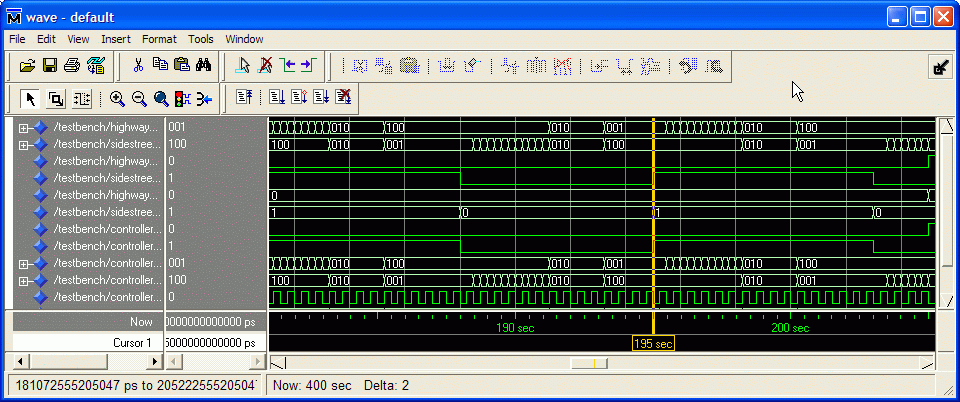 wave - default
File Edit View Insert Format Tools Window
/testbench/highway... 001 010 100 010 001 010 100
/testbench/sidestree... 100 100 010 001 010 100 010 001
/testbench/highway... 0
/testbench/sidestree... 1
/testbench/highway... 0 0
/testbench/sidestree... 1 1 0 1 0
/testbench/controller... 0
/testbench/controller... 1
/testbench/controller... 001 010 100 010 001 010 100
/testbench/controller... 100 100 010 001 010 100 010 001
/testbench/controller... 0
Now 0000000000000 ps 190 sec 200 sec
Cursor 1 5000000000000 ps 195 sec
181072555205047 ps to 20522255520504 Now: 400 sec Delta: 2